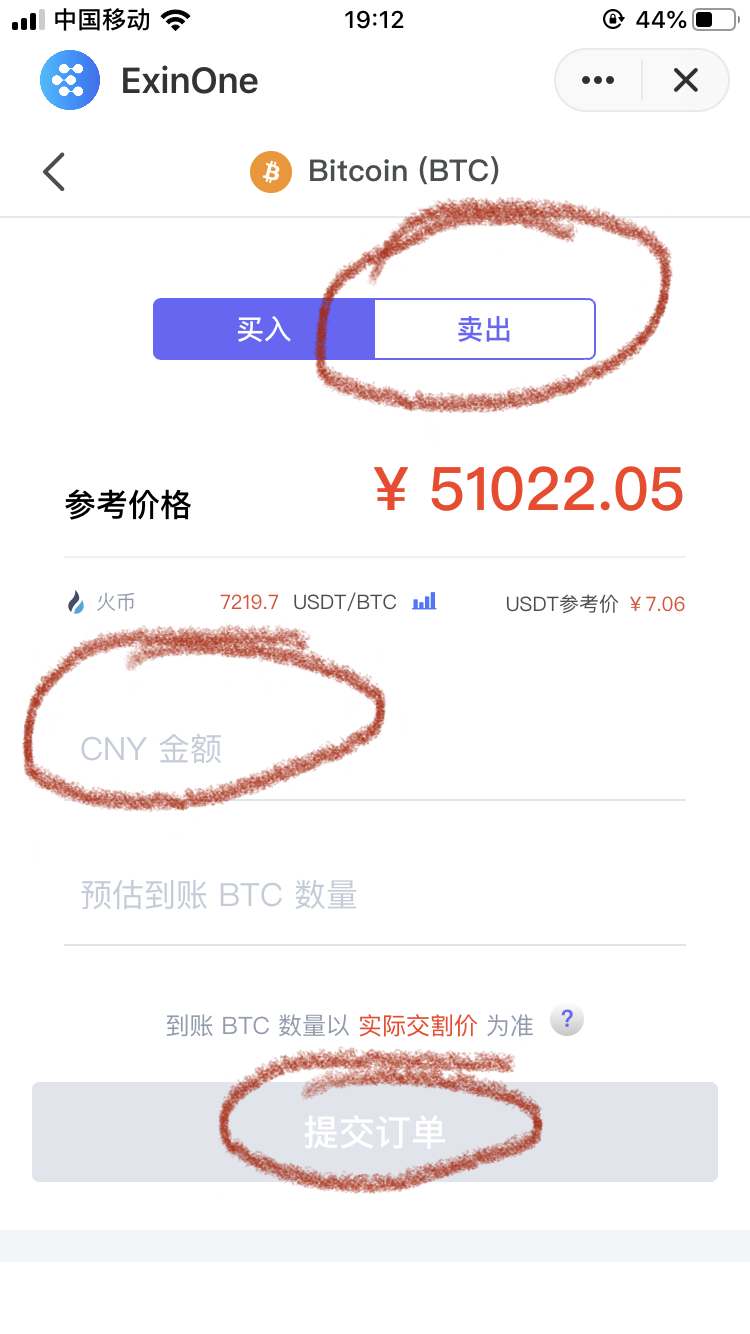 中国移动 19:12 44%
ExinOne
Bitcoin (BTC)
买入 卖出
参考价格 ¥ 51022.05
火币 7219.7 USDT/BTC USDT参考价 ¥7.06
CNY 金额
预估到账 BTC 数量
到账 BTC 数量以 实际交割价 为准 ?
提交订单